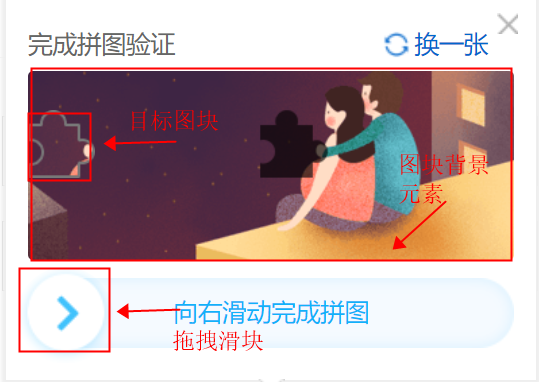 完成拼图验证
换一张
目标图块
图块背景
元素
向右滑动完成拼图
拖拽滑块